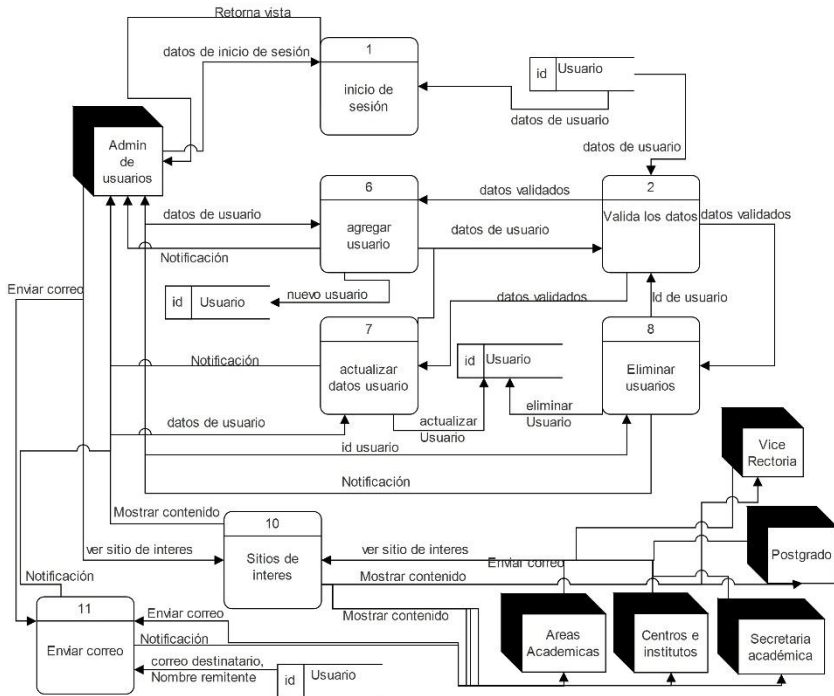 Retorna vista
1
datos de inicio de sesión
inicio de
sesión
id Usuario
datos de usuario
datos de usuario
Admin
de
usuarios
6
agregar
usuario
datos de usuario
Notificación
datos validados
2
Valida los datos
datos validados
datos de usuario
Enviar correo
id Usuario
nuevo usuario
datos validados
Id de usuario
7
actualizar
datos usuario
Notificación
id Usuario
8
Eliminar
usuarios
datos de usuario
actualizar
Usuario
eliminar
Usuario
id usuario
Notificación
Vice
Rectoria
Mostrar contenido
10
Sitios de
interes
ver sitio de interes
ver sitio de interes
Enviar correo
Postgrado
Mostrar contenido
Notificación
11
Enviar correo
Enviar correo
Mostrar contenido
Notificación
Areas
Academicas
Centros e
institutos
Secretaria
académica
correo destinatario,
Nombre remitente
id Usuario